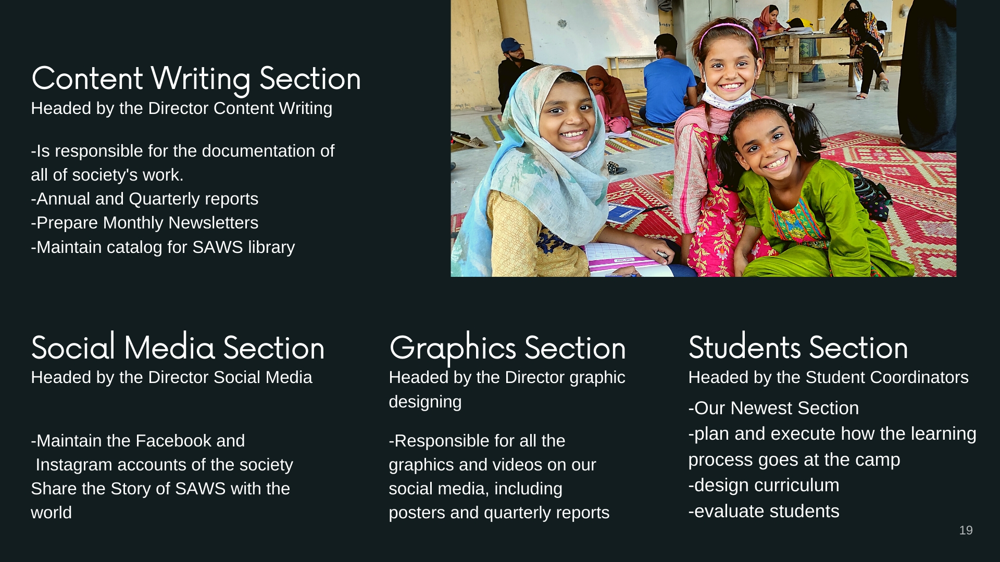 Content Writing Section
Headed by the Director Content Writing
-Is responsible for the documentation of
all of society's work.
-Annual and Quarterly reports
-Prepare Monthly Newsletters
-Maintain catalog for SAWS library
Social Media Section
Headed by the Director Social Media
-Maintain the Facebook and
Instagram accounts of the society
Share the Story of SAWS with the
world
Graphics Section
Headed by the Director graphic
designing
-Responsible for all the
graphics and videos on our
social media, including
posters and quarterly reports
Students Section
Headed by the Student Coordinators
-Our Newest Section
-plan and execute how the learning
process goes at the camp
-design curriculum
-evaluate students
19